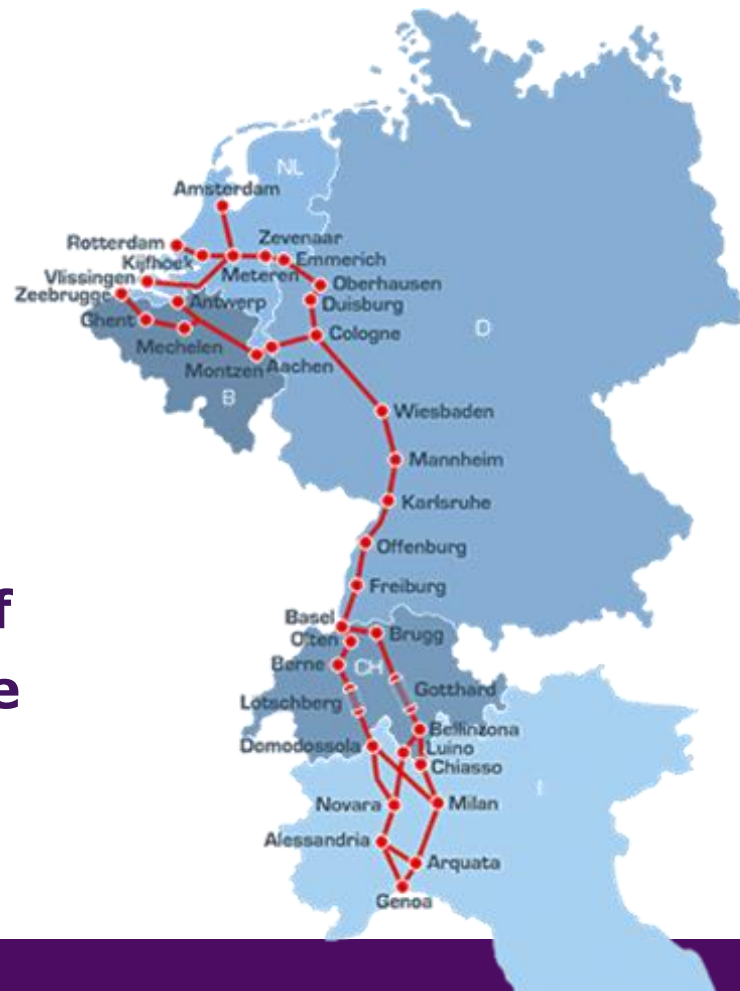 NL
Amsterdam
Rotterdam
Zevenaar
Kijfhoek
Emmerich
Vlissingen
Meteren
Oberhausen
Zeebrugge
Antwerp
Duisburg
Ghent
Cologne
D
Mechelen
Montzen
Aachen
B
Wiesbaden
Mannheim
Karlsruhe
Offenburg
Freiburg
f
Basel
Olten
Brugg
Berne
CH
e
Gotthard
Lotschberg
Bellinzona
Domodossola
Luino
Chiasso
I
Novara
Milan
Alessandria
Arquata
Genoa